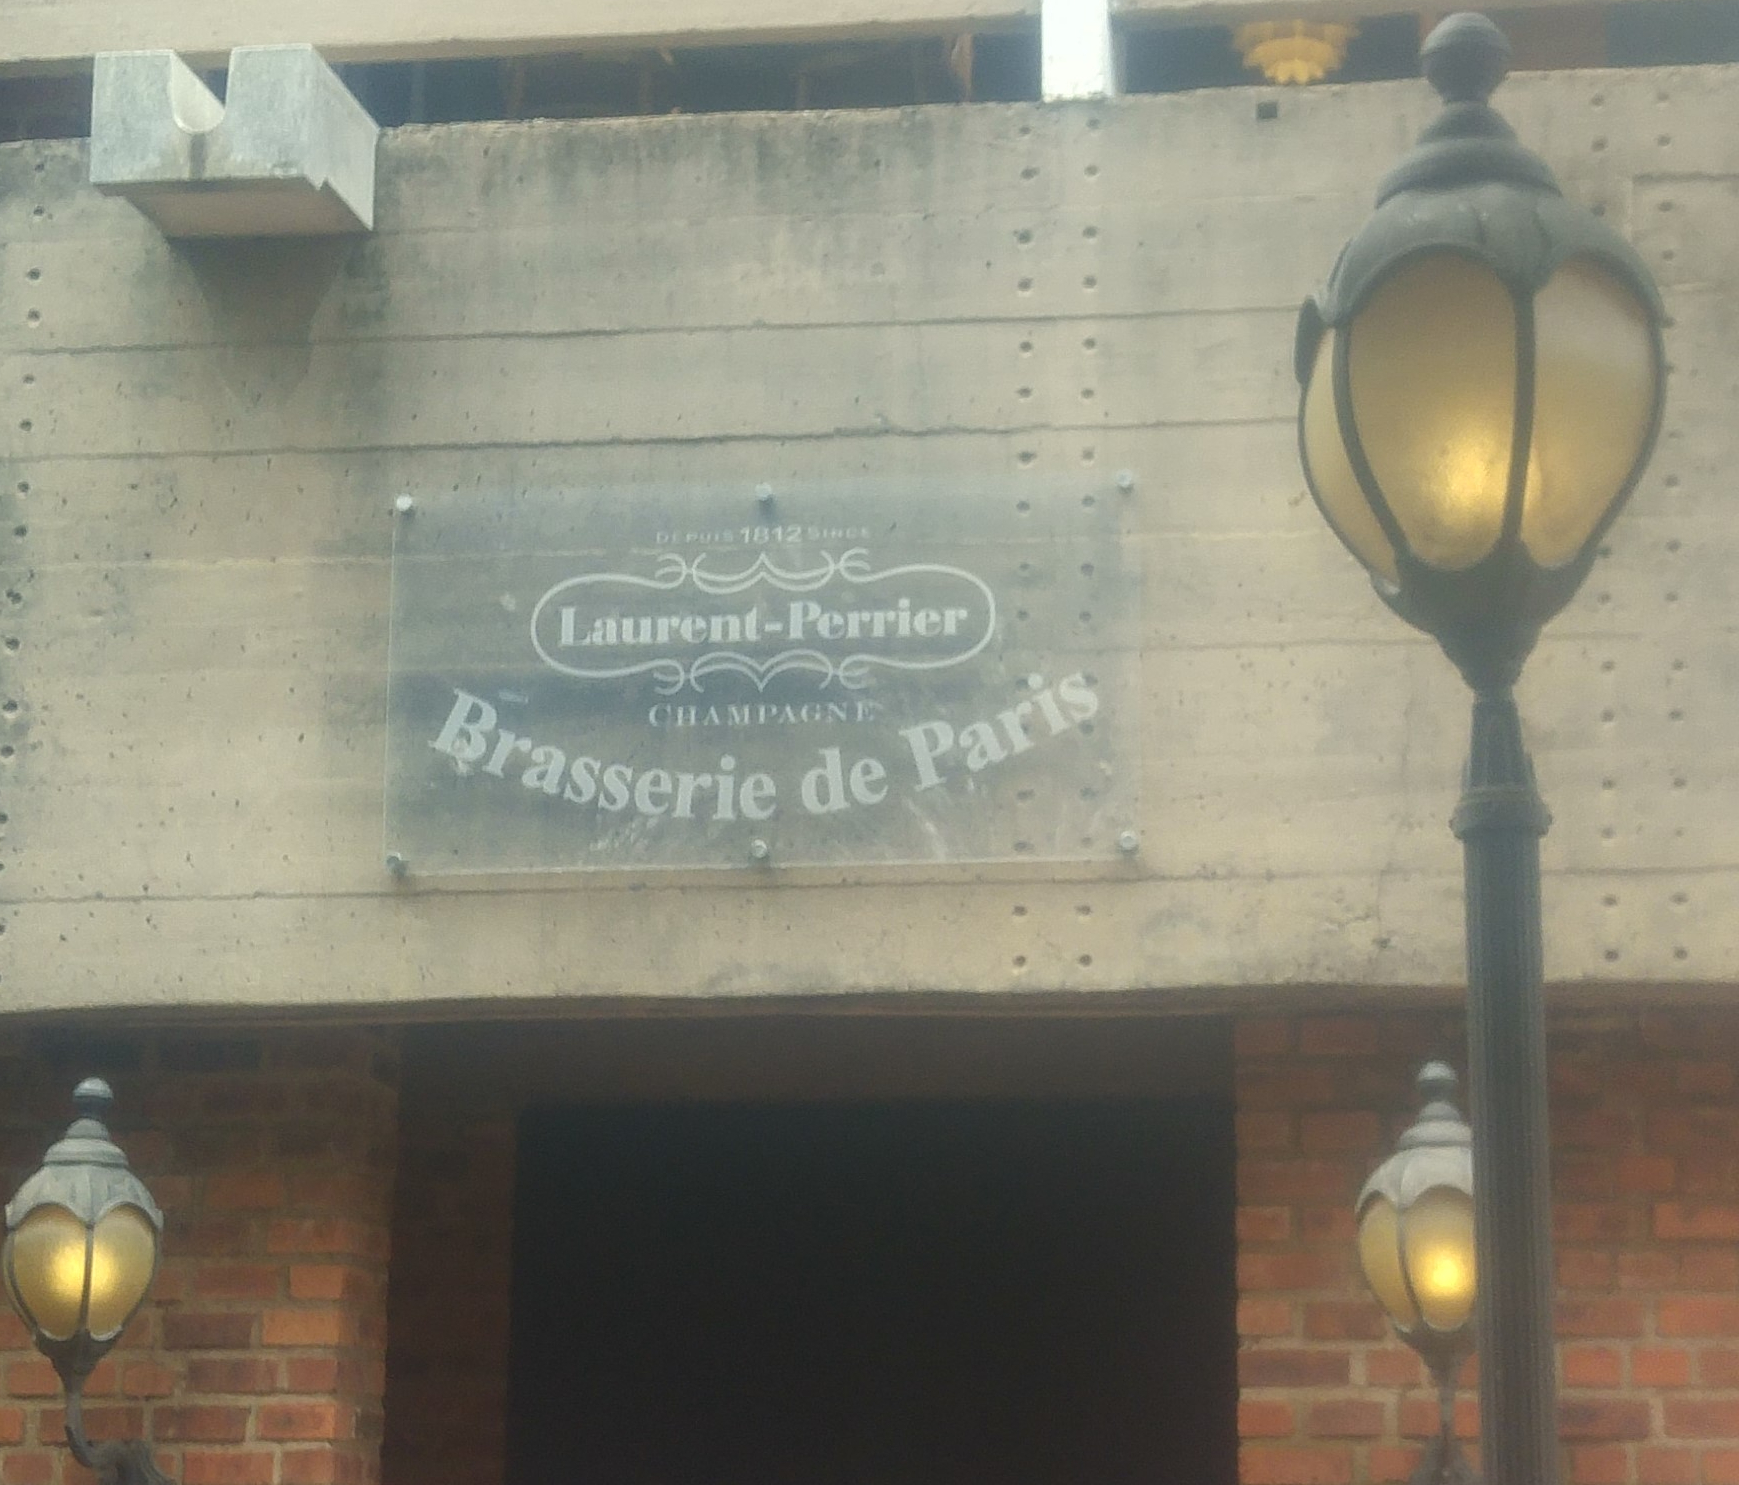 DEPUIS 1812 SINCE
Laurent-Perrier
CHAMPAGNE
Brasserie de Paris